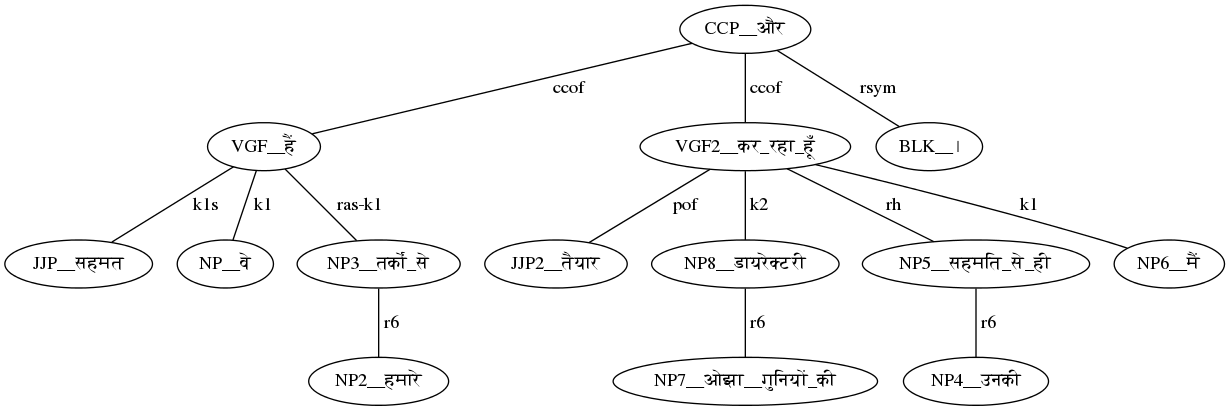 CCP__और
ccof ccof rsym
VGF__हैं VGF2__कर_रहा_हूँ BLK__।
k1s k1 ras-k1 pof k2 rh k1
JJP__सहमत NP__वे NP3__तर्कों_से JJP2__तैयार NP8__डायरेक्टरी NP5__सहमति_से_ही NP6__मैं
r6 r6 r6
NP2__हमारे NP7__ओझा__गुनियों_की NP4__उनकी